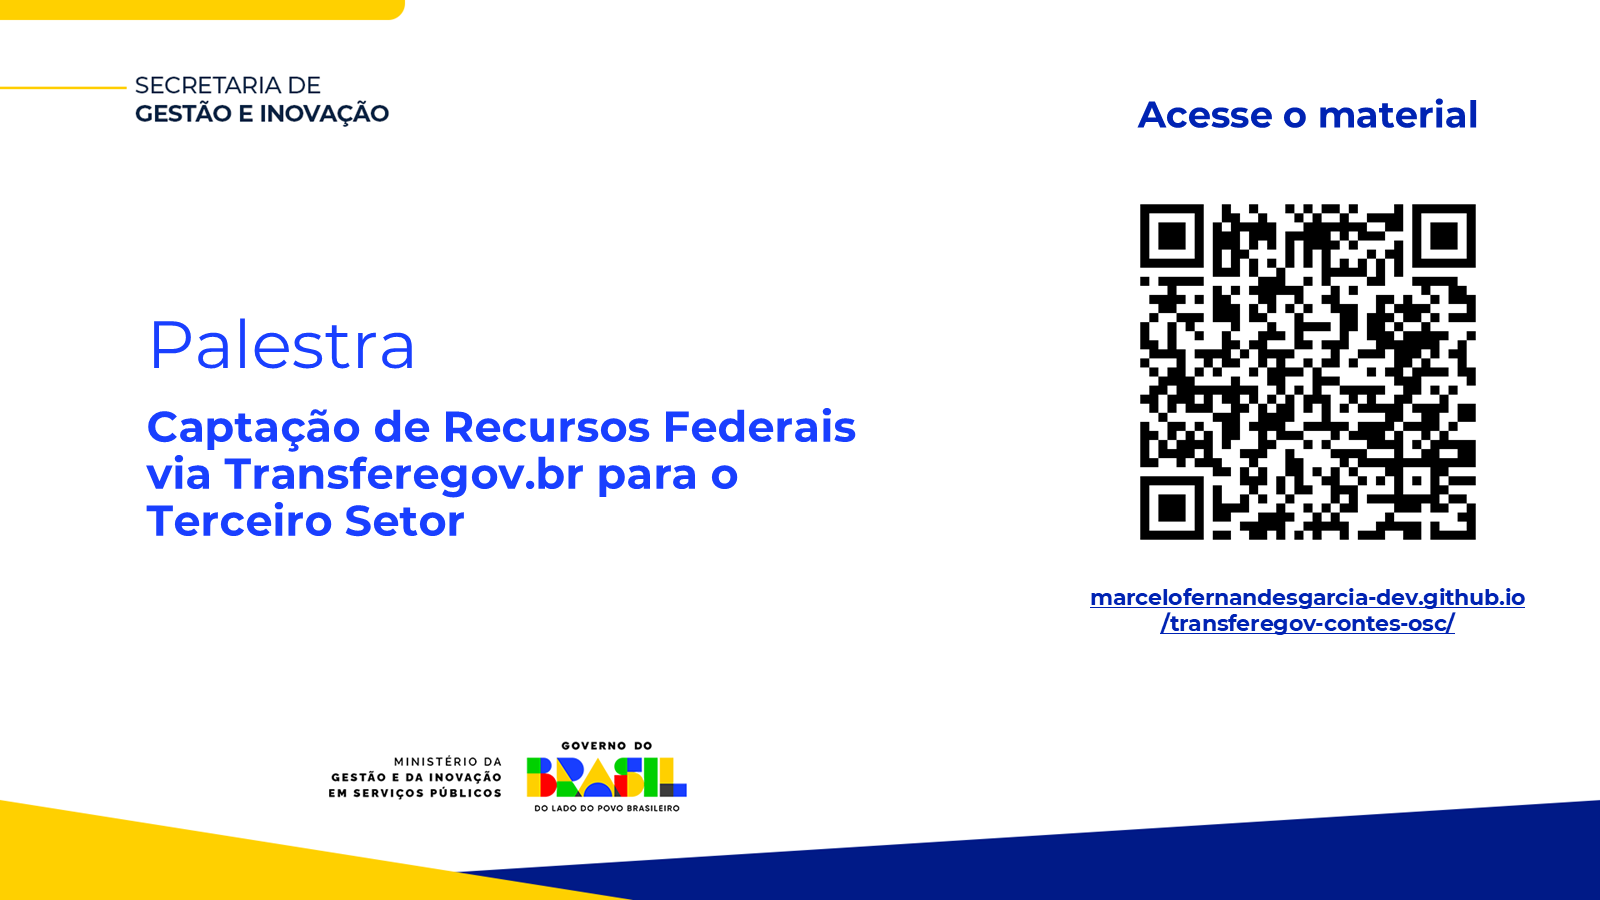 SECRETARIA DE
GESTÃO E INOVAÇÃO
Acesse o material
Palestra
Captação de Recursos Federais
via Transferegov.br para o
Terceiro Setor
marcelofernandesgarcia-dev.github.io
/transferegov-contes-osc/
MINISTÉRIO DA
GESTÃO E DA INOVAÇÃO
EM SERVIÇOS PÚBLICOS
GOVERNO DO
BRASIL
DO LADO DO POVO BRASILEIRO